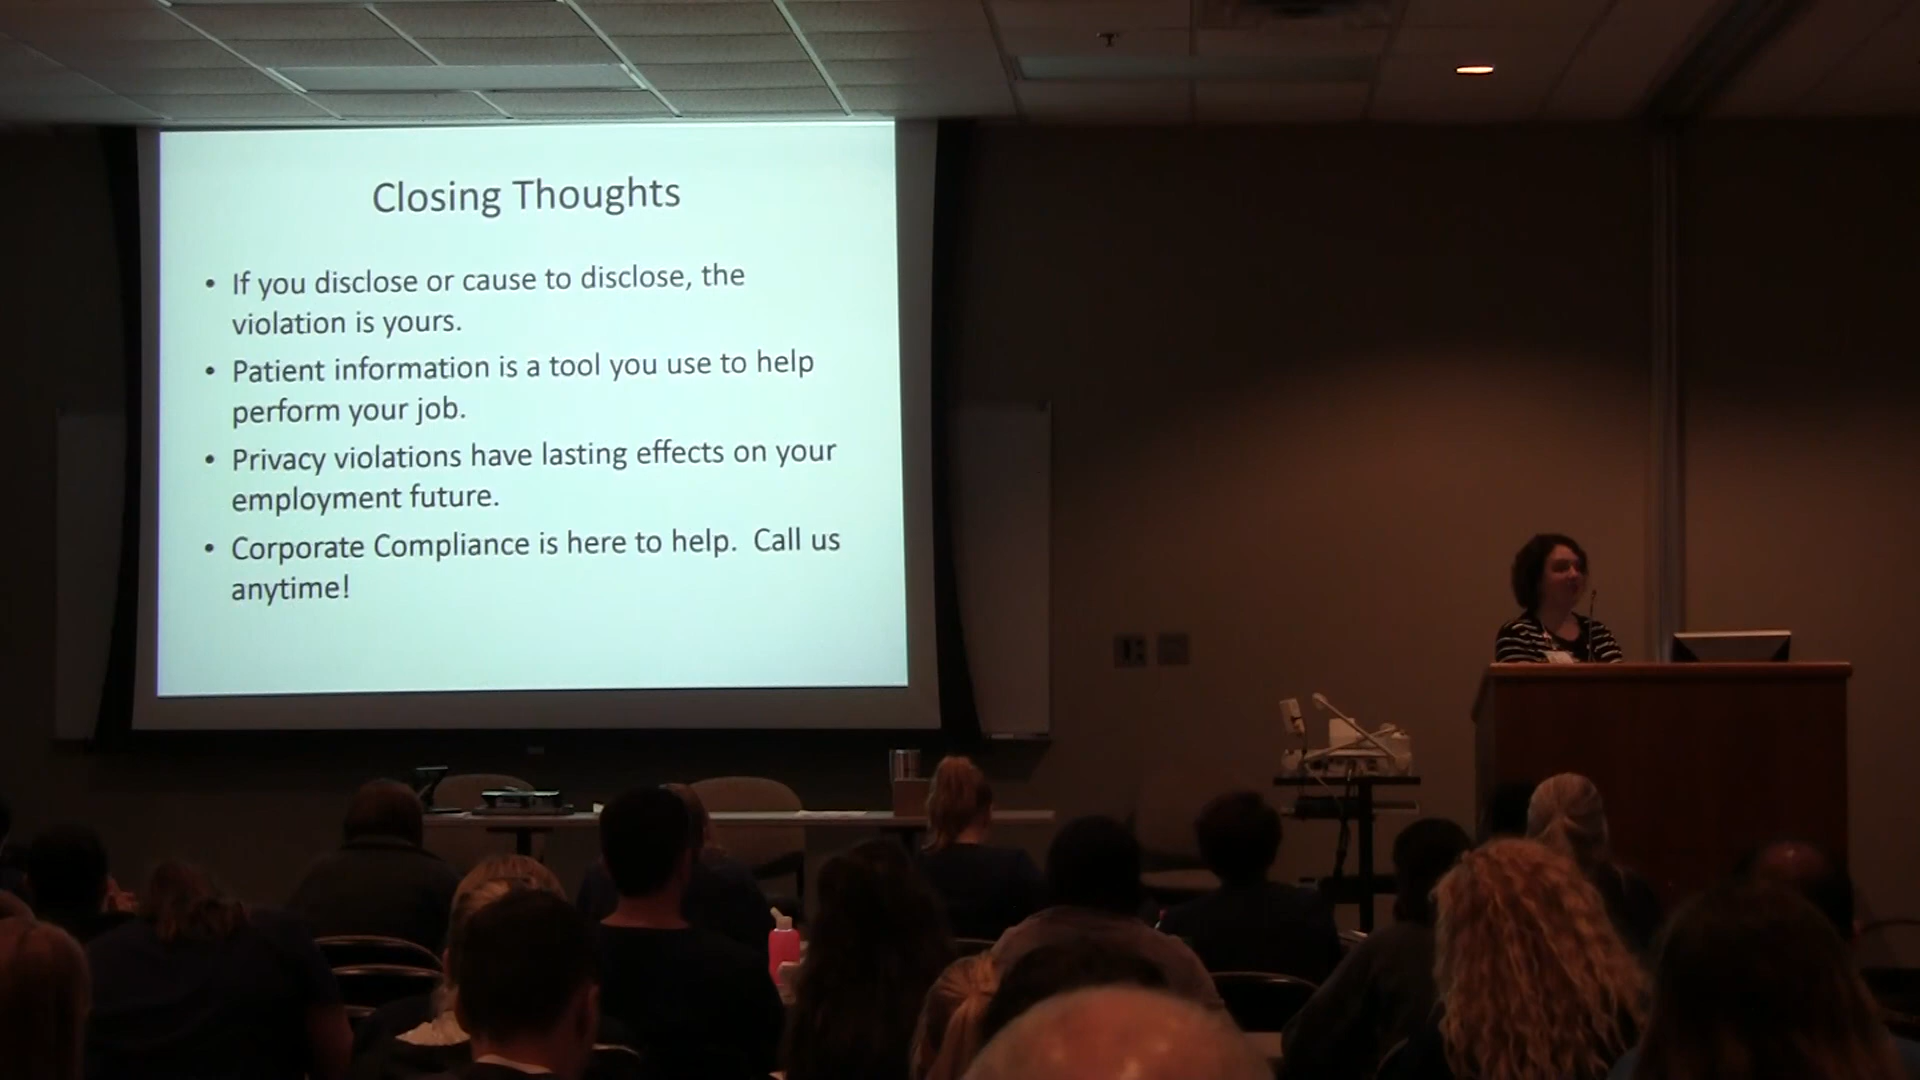 Closing Thoughts
• If you disclose or cause to disclose, the
violation is yours.
• Patient information is a tool you use to help
perform your job.
• Privacy violations have lasting effects on your
employment future.
• Corporate Compliance is here to help.  Call us
anytime!